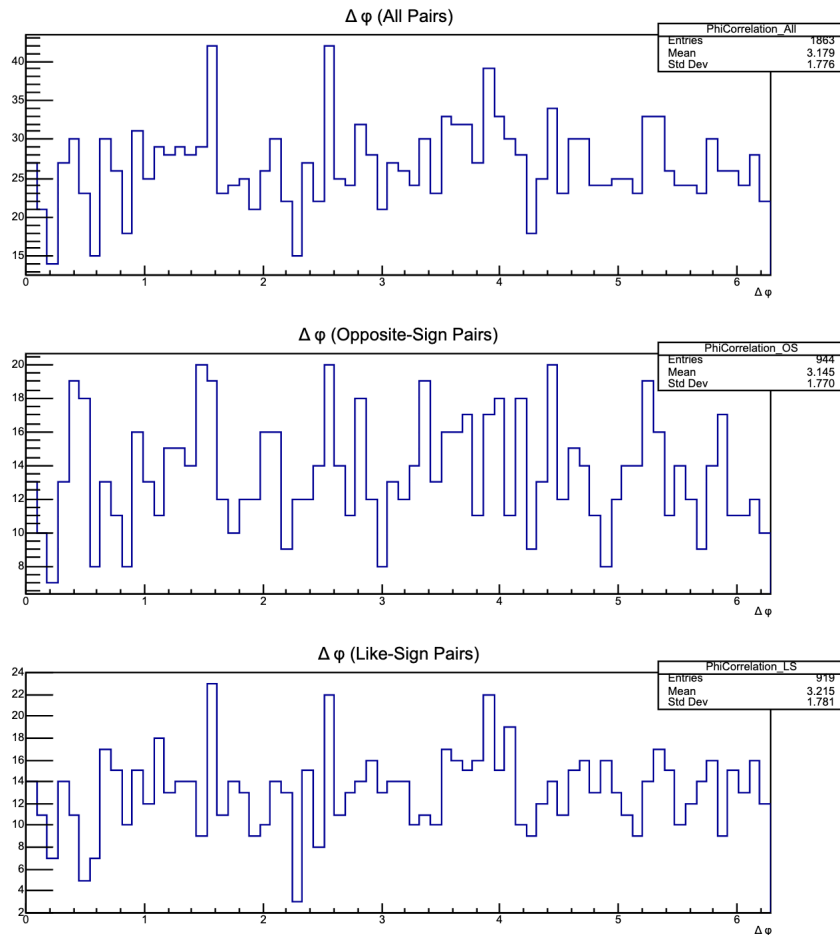 Δ φ (All Pairs)
PhiCorrelation_All
Entries 1863
Mean 3.179
Std Dev 1.776
40
35
30
25
20
15
0 1 2 3 4 5 6
Δ φ
Δ φ (Opposite-Sign Pairs)
PhiCorrelation_OS
Entries 944
Mean 3.145
Std Dev 1.770
20
18
16
14
12
10
8
0 1 2 3 4 5 6
Δ φ
Δ φ (Like-Sign Pairs)
PhiCorrelation_LS
Entries 919
Mean 3.215
Std Dev 1.781
24
22
20
18
16
14
12
10
8
6
4
2
0 1 2 3 4 5 6
Δ φ